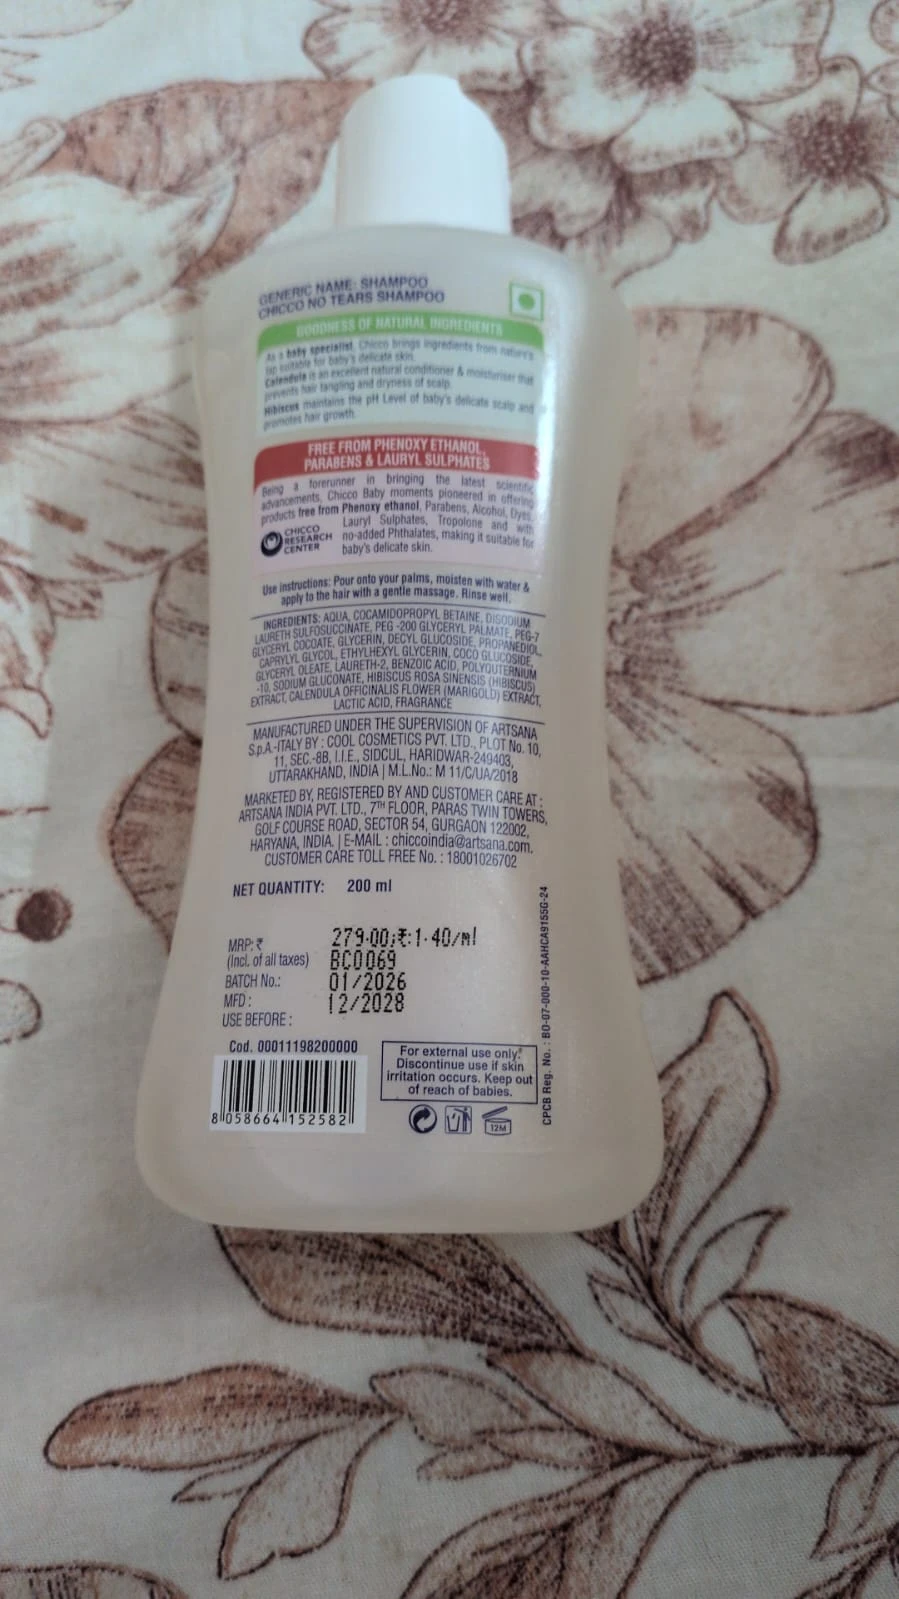 GENERIC NAME: SHAMPOO
CHICCO NO TEARS SHAMPOO
GOODNESS OF NATURAL INGREDIENTS
As a baby specialist, Chicco brings ingredients from nature's
lap suitable for baby's delicate skin.
Calendula is an excellent natural conditioner & moisturiser that
prevents hair tangling and dryness of scalp.
Hibiscus maintains the pH Level of baby's delicate scalp and
promotes hair growth.
FREE FROM PHENOXY ETHANOL,
PARABENS & LAURYL SULPHATES
Being a forerunner in bringing the latest scientific
advancements, Chicco Baby moments pioneered in offering
products free from Phenoxy ethanol, Parabens, Alcohol, Dyes,
Lauryl Sulphates, Tropolone and with
no-added Phthalates, making it suitable for
baby's delicate skin.
CHICCO
RESEARCH
CENTER
Use instructions: Pour onto your palms, moisten with water &
apply to the hair with a gentle massage. Rinse well.
INGREDIENTS: AQUA, COCAMIDOPROPYL BETAINE, DISODIUM
LAURETH SULFOSUCCINATE, PEG -200 GLYCERYL PALMATE, PEG-7
GLYCERYL COCOATE, GLYCERIN, DECYL GLUCOSIDE, PROPANEDIOL,
CAPRYLYL GLYCOL, ETHYLHEXYL GLYCERIN, COCO GLUCOSIDE,
GLYCERYL OLEATE, LAURETH-2, BENZOIC ACID, POLYQUTERNIUM
-10, SODIUM GLUCONATE, HIBISCUS ROSA SINENSIS (HIBISCUS)
EXTRACT, CALENDULA OFFICINALIS FLOWER (MARIGOLD) EXTRACT,
LACTIC ACID, FRAGRANCE
MANUFACTURED UNDER THE SUPERVISION OF ARTSANA
S.p.A.-ITALY BY : COOL COSMETICS PVT. LTD., PLOT No. 10,
11, SEC.-8B, I.I.E., SIDCUL, HARIDWAR-249403,
UTTARAKHAND, INDIA | M.L.No.: M 11/C/UA/2018
MARKETED BY, REGISTERED BY AND CUSTOMER CARE AT :
ARTSANA INDIA PVT. LTD., 7TH FLOOR, PARAS TWIN TOWERS,
GOLF COURSE ROAD, SECTOR 54, GURGAON 122002,
HARYANA, INDIA. | E-MAIL : chiccoindia@artsana.com.
CUSTOMER CARE TOLL FREE No. : 18001026702
NET QUANTITY: 200 ml
MRP: ₹ 279.00;₹:1.40/ml
(Incl. of all taxes) BC0069
BATCH No.: 01/2026
MFD : 12/2028
USE BEFORE :
Cod. 00011198200000
8 058664 152582
For external use only.
Discontinue use if skin
irritation occurs. Keep out
of reach of babies.
12M
CPCB Reg. No. : BO-07-000-10-AAHCA9155G-24